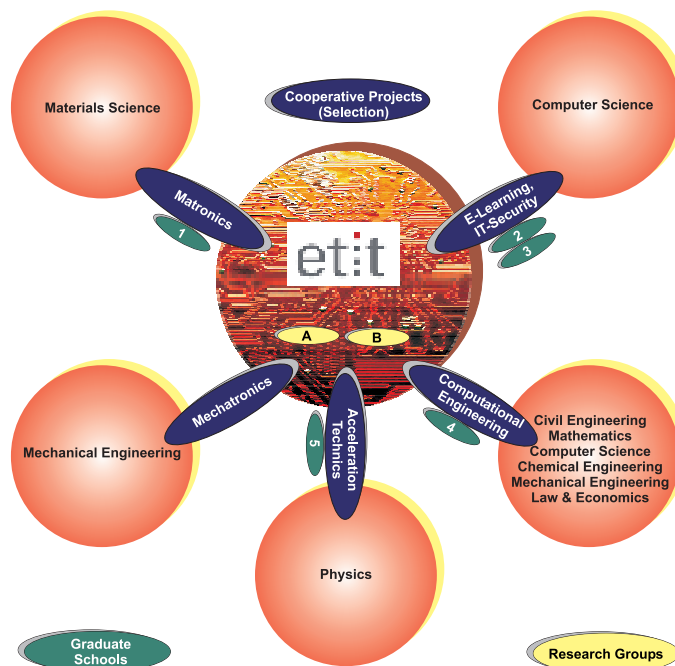 Materials Science
Cooperative Projects
(Selection)
Computer Science
Matronics
1
E-Learning,
IT-Security
2
3
etit
A
B
Mechatronics
Acceleration
Technics
5
Computational
Engineering
4
Mechanical Engineering
Civil Engineering
Mathematics
Computer Science
Chemical Engineering
Mechanical Engineering
Law & Economics
Physics
Graduate
Schools
Research Groups